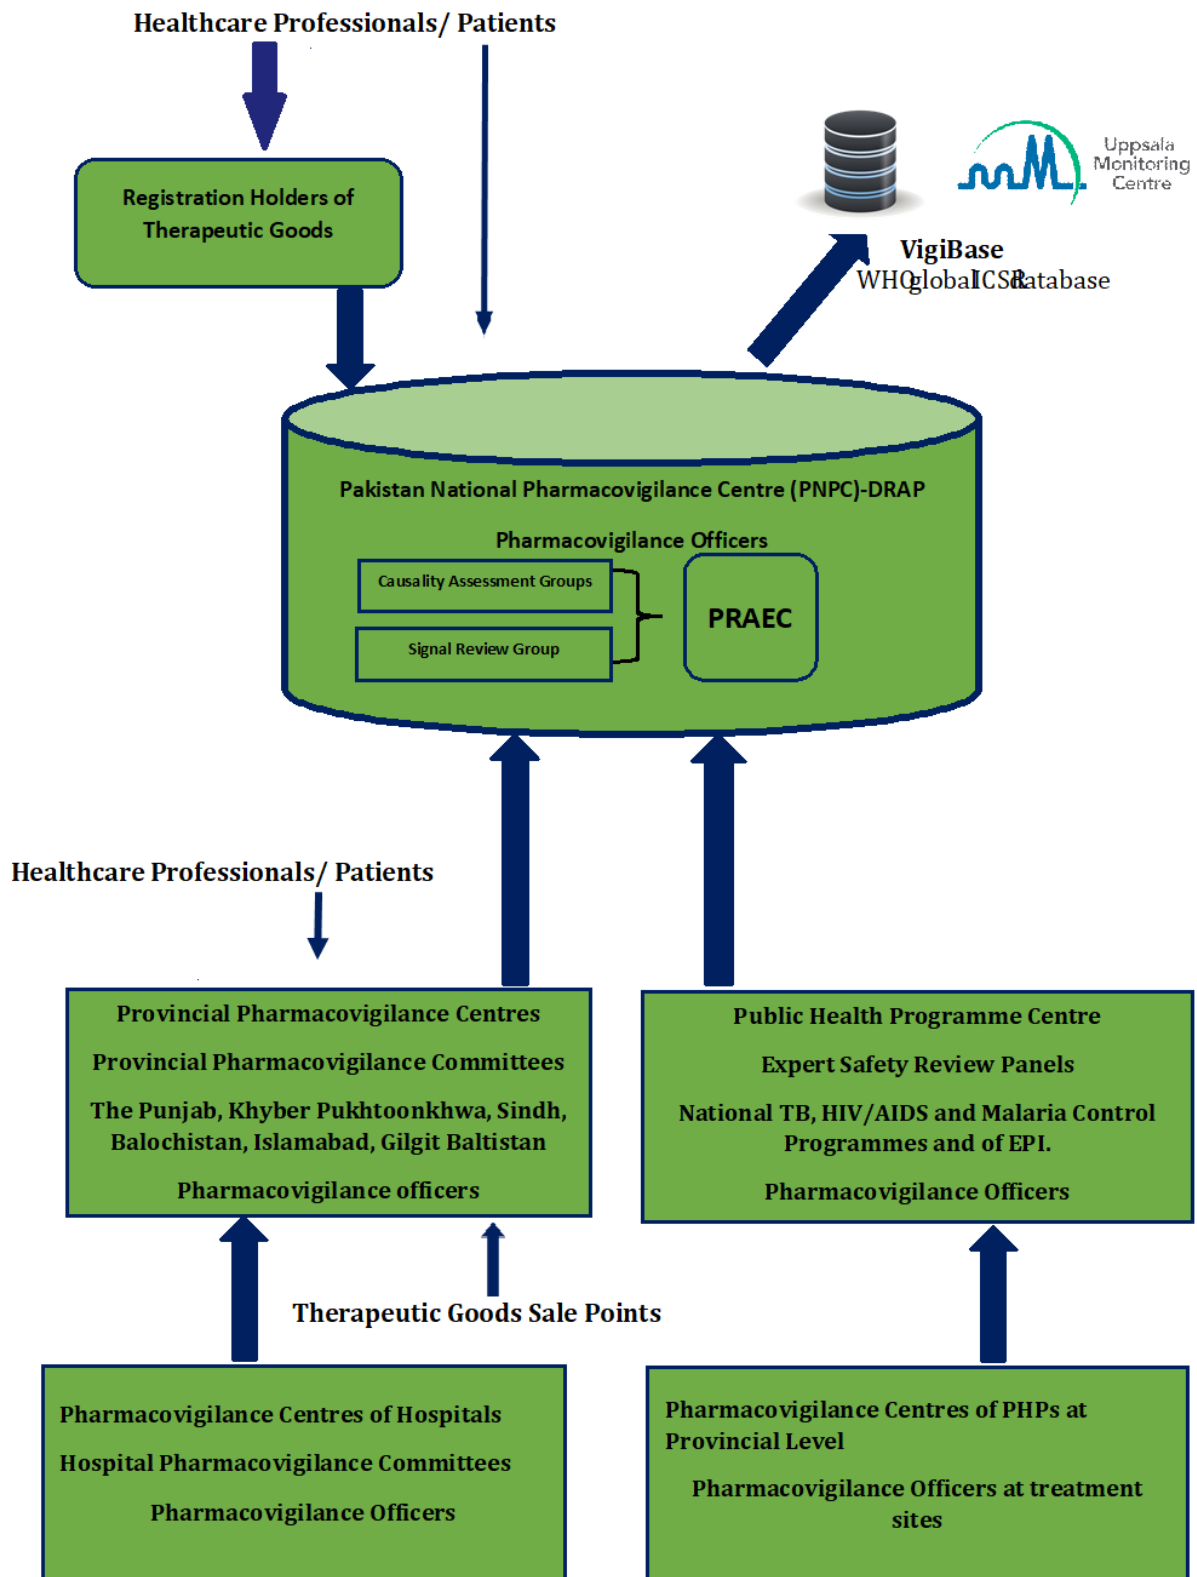 Healthcare Professionals/ Patients
Registration Holders of
Therapeutic Goods
Uppsala
Monitoring
Centre
VigiBase
WHO global ICSR database
Pakistan National Pharmacovigilance Centre (PNPC)-DRAP
Pharmacovigilance Officers
Causality Assessment Groups
Signal Review Group
PRAEC
Healthcare Professionals/ Patients
Provincial Pharmacovigilance Centres
Provincial Pharmacovigilance Committees
The Punjab, Khyber Pukhtoonkhwa, Sindh,
Balochistan, Islamabad, Gilgit Baltistan
Pharmacovigilance officers
Public Health Programme Centre
Expert Safety Review Panels
National TB, HIV/AIDS and Malaria Control
Programmes and of EPI.
Pharmacovigilance Officers
Therapeutic Goods Sale Points
Pharmacovigilance Centres of Hospitals
Hospital Pharmacovigilance Committees
Pharmacovigilance Officers
Pharmacovigilance Centres of PHPs at
Provincial Level
Pharmacovigilance Officers at treatment
sites